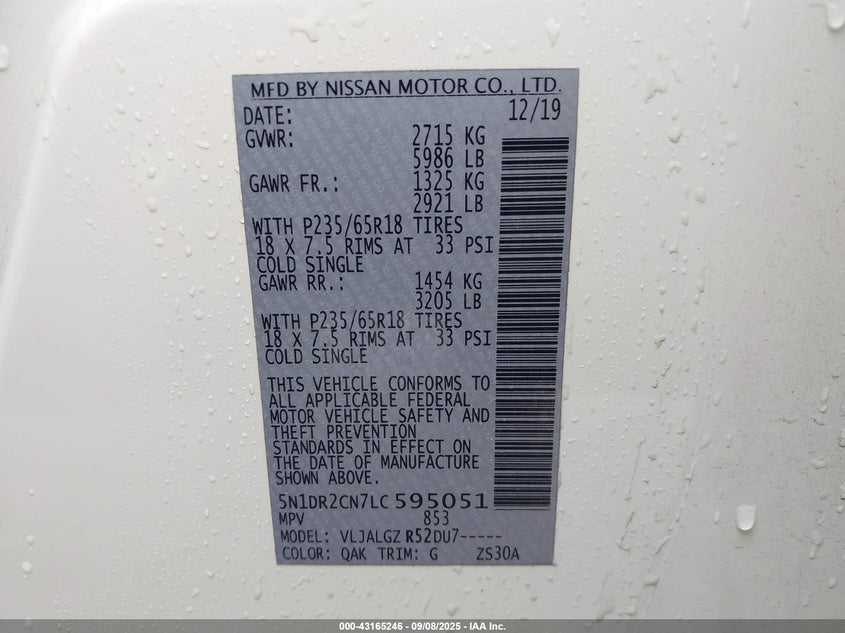 MFD BY NISSAN MOTOR CO., LTD.
DATE: 12/19
GVWR: 2715 KG
5986 LB
GAWR FR.: 1325 KG
2921 LB
WITH P235/65R18 TIRES
18 X 7.5 RIMS AT 33 PSI
COLD SINGLE
GAWR RR.: 1454 KG
3205 LB
WITH P235/65R18 TIRES
18 X 7.5 RIMS AT 33 PSI
COLD SINGLE
THIS VEHICLE CONFORMS TO
ALL APPLICABLE FEDERAL
MOTOR VEHICLE SAFETY AND
THEFT PREVENTION
STANDARDS IN EFFECT ON
THE DATE OF MANUFACTURE
SHOWN ABOVE.
5N1DR2CN7LC595051
MPV 853
MODEL: VLJALGZ R52DU7-----
COLOR: QAK TRIM: G ZS30A
000-43165246 - 09/08/2025 - IAA Inc.